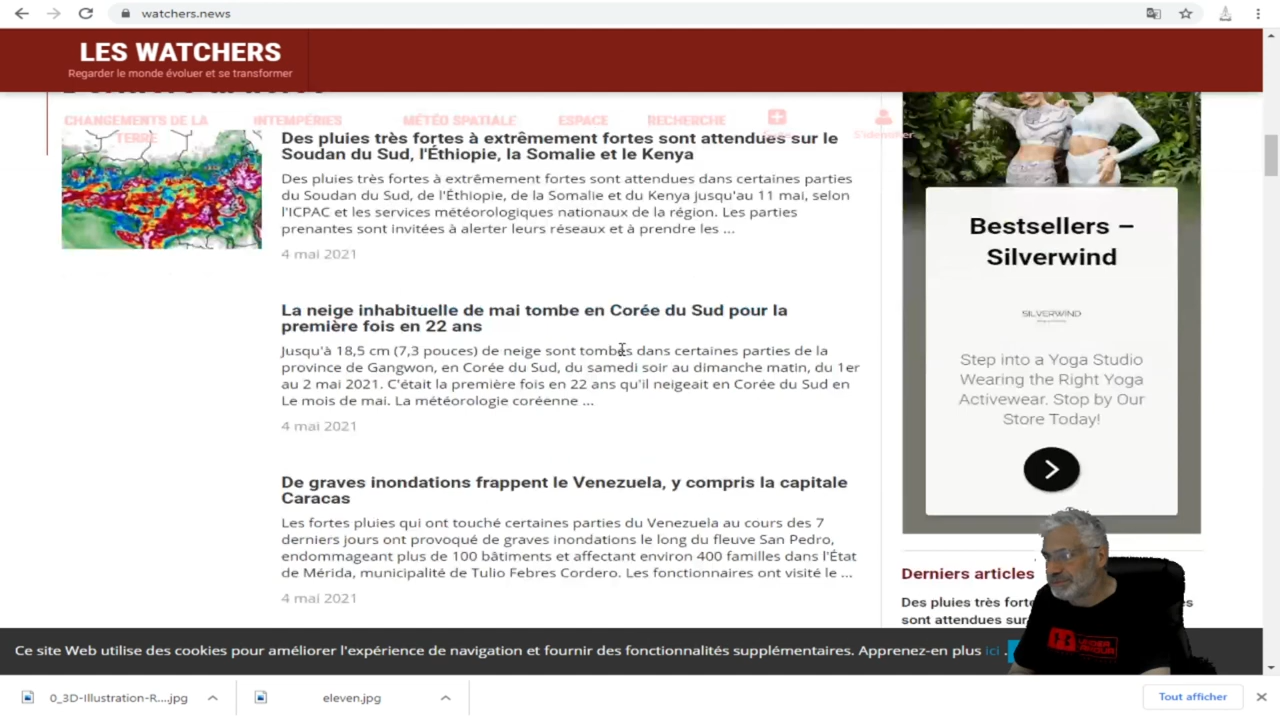 watchers.news
LES WATCHERS
Regarder le monde évoluer et se transformer
CHANGEMENTS DE LA
TERRE
INTEMPÉRIES
MÉTÉO SPATIALE
ESPACE
RECHERCHE
S'identifier
Des pluies très fortes à extrêmement fortes sont attendues sur le
Soudan du Sud, l'Éthiopie, la Somalie et le Kenya
Des pluies très fortes à extrêmement fortes sont attendues dans certaines parties
du Soudan du Sud, de l'Éthiopie, de la Somalie et du Kenya jusqu'au 11 mai, selon
l'ICPAC et les services météorologiques nationaux de la région. Les parties
prenantes sont invitées à alerter leurs réseaux et à prendre les ...
4 mai 2021
La neige inhabituelle de mai tombe en Corée du Sud pour la
première fois en 22 ans
Jusqu'à 18,5 cm (7,3 pouces) de neige sont tombés dans certaines parties de la
province de Gangwon, en Corée du Sud, du samedi soir au dimanche matin, du 1er
au 2 mai 2021. C'était la première fois en 22 ans qu'il neigeait en Corée du Sud en
Le mois de mai. La météorologie coréenne ...
4 mai 2021
De graves inondations frappent le Venezuela, y compris la capitale
Caracas
Les fortes pluies qui ont touché certaines parties du Venezuela au cours des 7
derniers jours ont provoqué de graves inondations le long du fleuve San Pedro,
endommageant plus de 100 bâtiments et affectant environ 400 familles dans l'État
de Mérida, municipalité de Tulio Febres Cordero. Les fonctionnaires ont visité le ...
4 mai 2021
Bestsellers –
Silverwind
SILVERWIND
Step into a Yoga Studio
Wearing the Right Yoga
Activewear. Stop by Our
Store Today!
Derniers articles
Des pluies très forte
sont attendues sur
Ce site Web utilise des cookies pour améliorer l'expérience de navigation et fournir des fonctionnalités supplémentaires. Apprenez-en plus ici .
0_3D-Illustration-R....jpg
eleven.jpg
Tout afficher